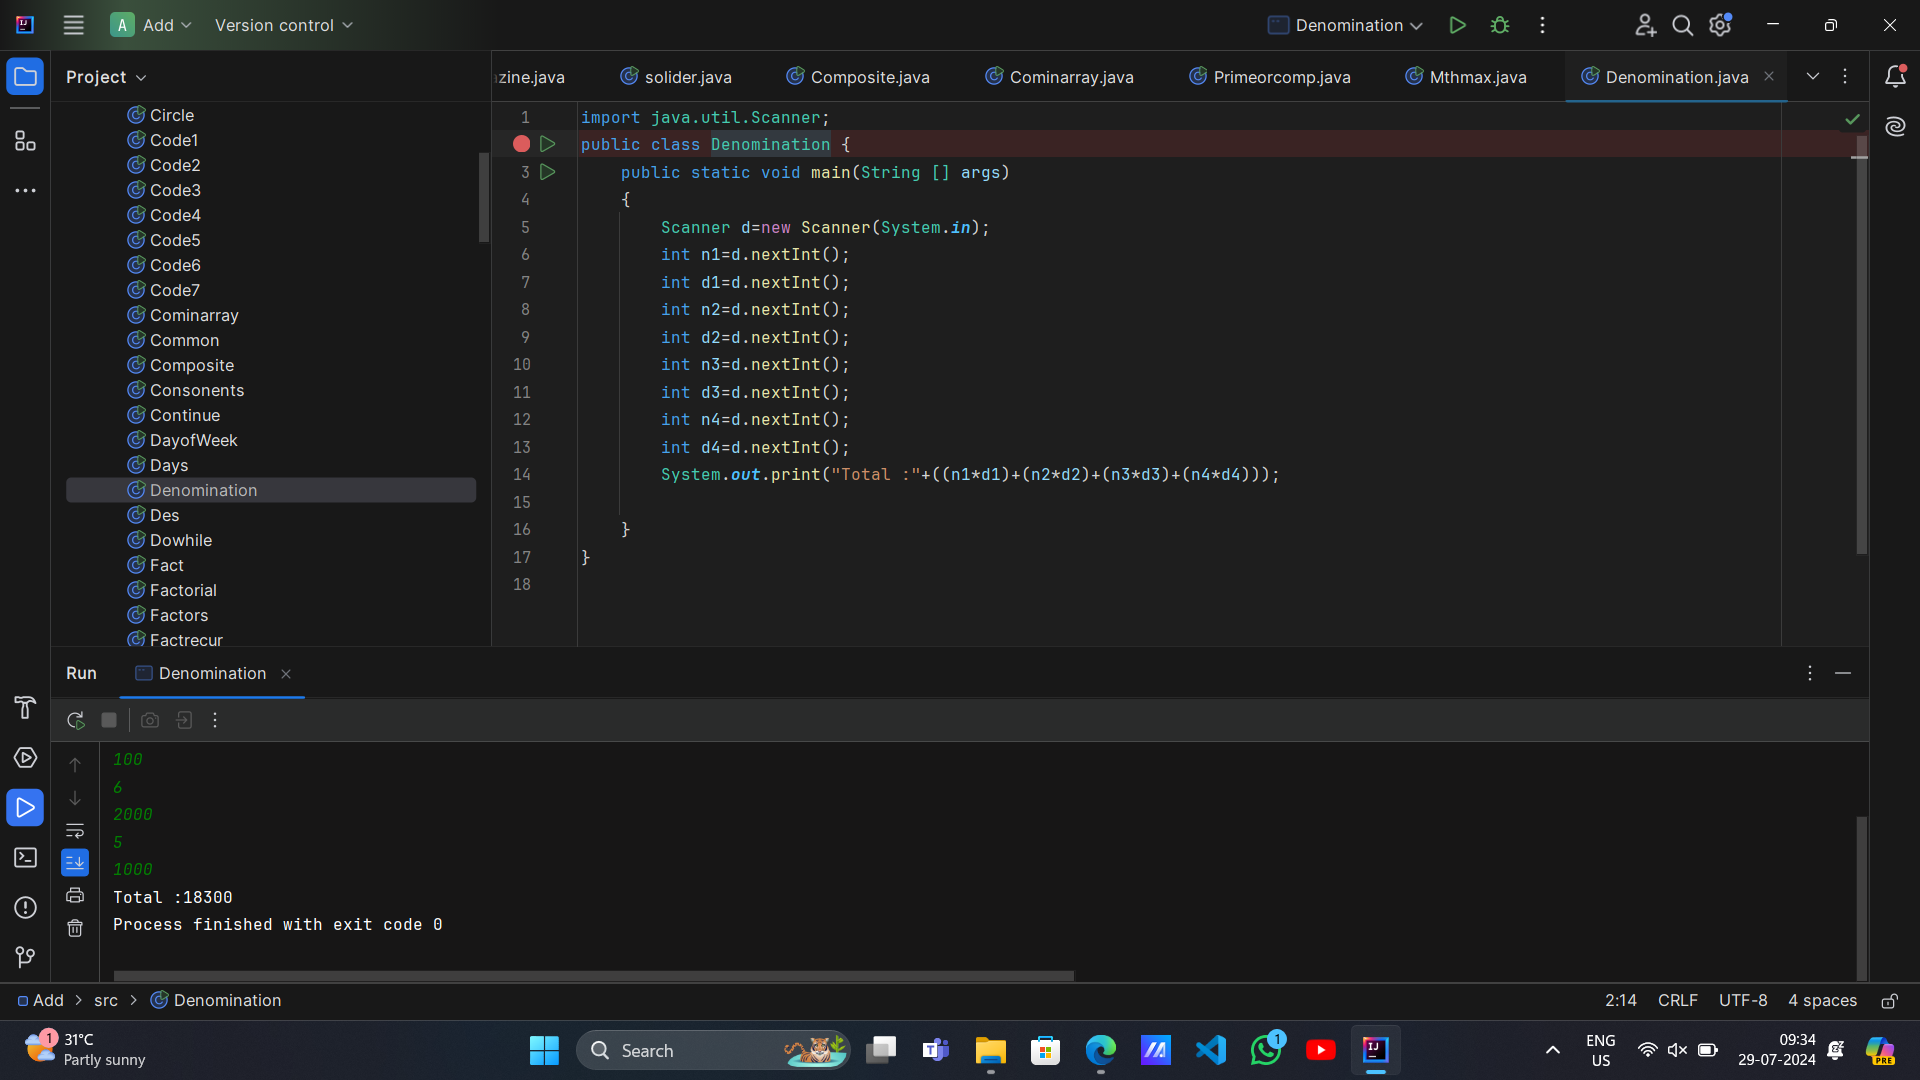 A Add Version control Denomination
Project
zine.java solider.java Composite.java Cominarray.java Primeorcomp.java Mthmax.java Denomination.java
Circle
Code1
Code2
Code3
Code4
Code5
Code6
Code7
Cominarray
Common
Composite
Consonents
Continue
DayofWeek
Days
Denomination
Des
Dowhile
Fact
Factorial
Factors
Factrecur
1 import java.util.Scanner;
public class Denomination {
3 public static void main(String [] args)
4 {
5 Scanner d=new Scanner(System.in);
6 int n1=d.nextInt();
7 int d1=d.nextInt();
8 int n2=d.nextInt();
9 int d2=d.nextInt();
10 int n3=d.nextInt();
11 int d3=d.nextInt();
12 int n4=d.nextInt();
13 int d4=d.nextInt();
14 System.out.print("Total :"+((n1*d1)+(n2*d2)+(n3*d3)+(n4*d4)));
15
16 }
17 }
18
Run Denomination
100
6
2000
5
1000
Total :18300
Process finished with exit code 0
Add > src > Denomination 2:14 CRLF UTF-8 4 spaces
1 31°C
Partly sunny
Search
1
ENG
US
09:34
29-07-2024
PRE